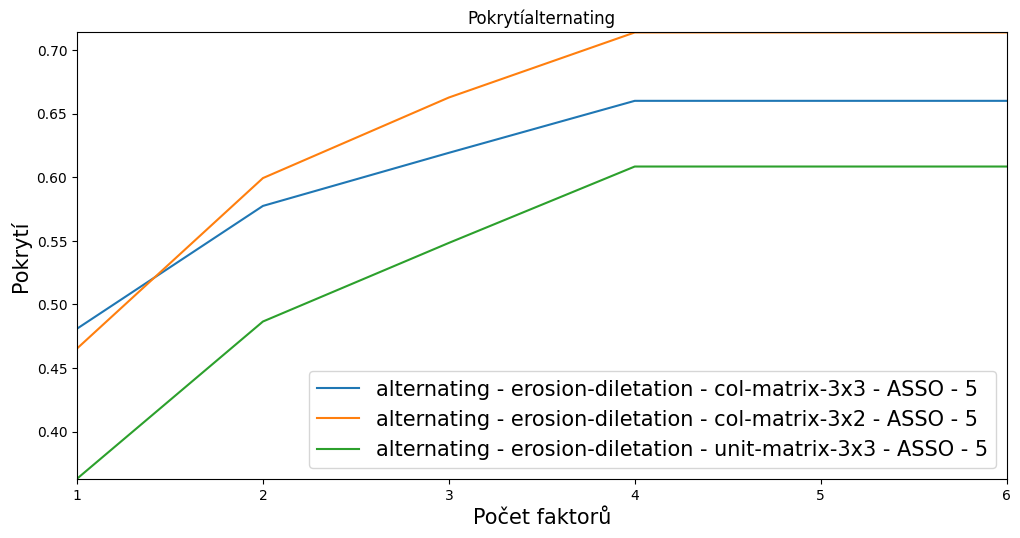 Pokrytíalternating
0.70
0.65
0.60
0.55
0.50
0.45
0.40
Pokrytí
alternating - erosion-diletation - col-matrix-3x3 - ASSO - 5
alternating - erosion-diletation - col-matrix-3x2 - ASSO - 5
alternating - erosion-diletation - unit-matrix-3x3 - ASSO - 5
1 2 3 4 5 6
Počet faktorů